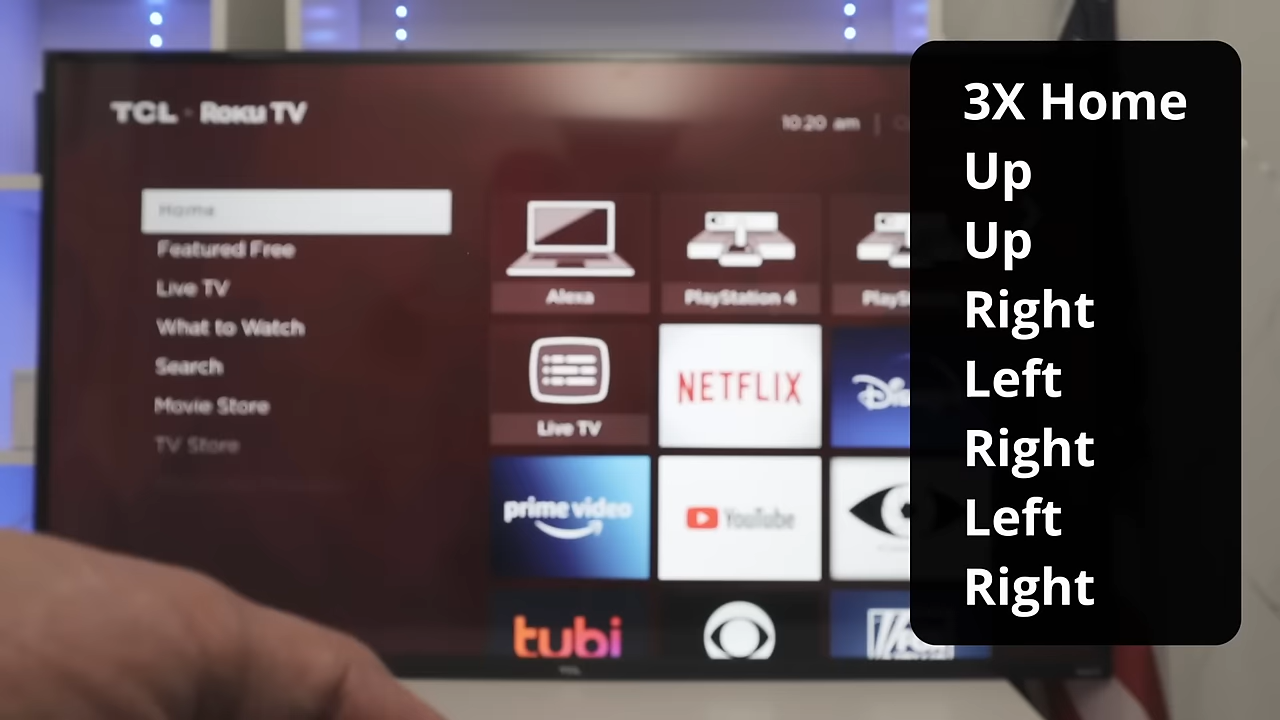 TCL · Roku TV
10:20 am |
Home
Featured Free
Live TV
What to Watch
Search
Movie Store
TV Store
Alexa
PlayStation 4
Live TV
NETFLIX
prime video
YouTube
tubi
TCL
3X Home
Up
Up
Right
Left
Right
Left
Right